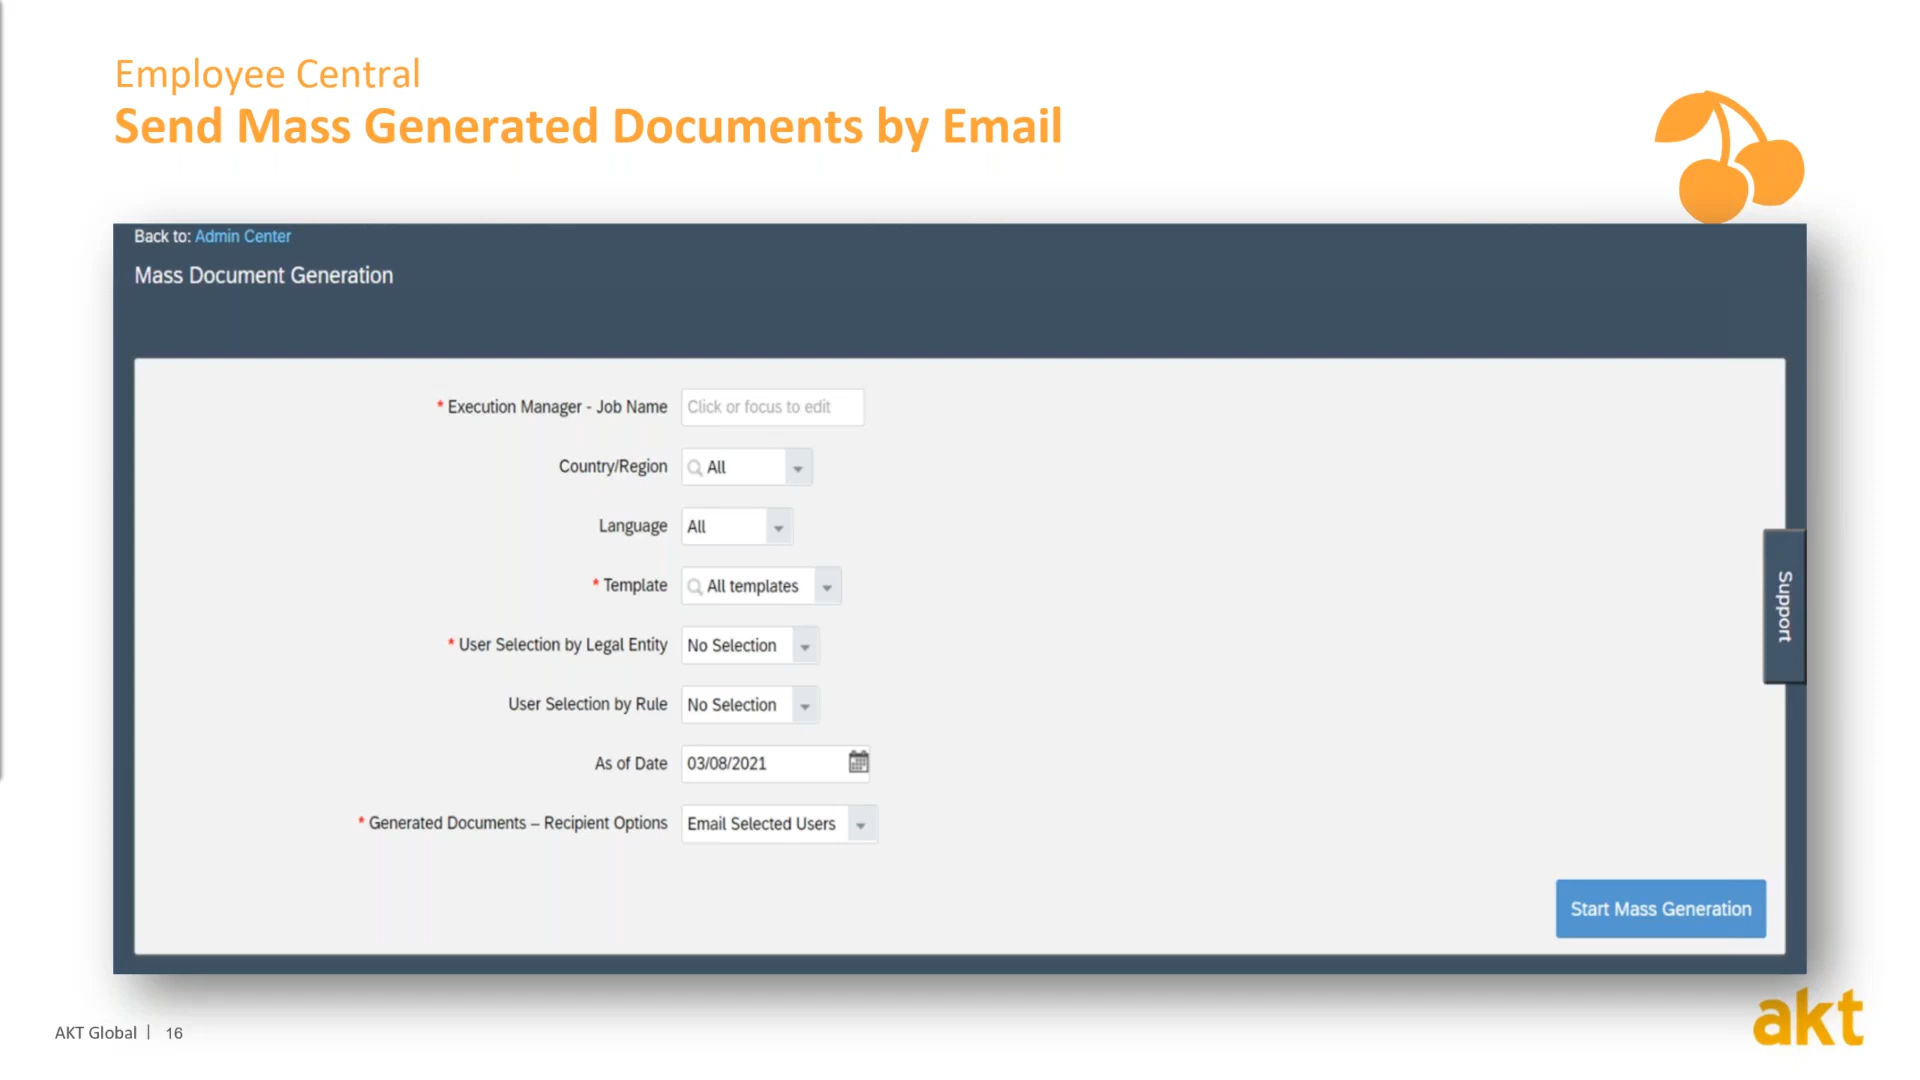 Employee Central
Send Mass Generated Documents by Email
Back to: Admin Center
Mass Document Generation
* Execution Manager - Job Name Click or focus to edit
Country/Region All
Language All
* Template All templates
* User Selection by Legal Entity No Selection
User Selection by Rule No Selection
As of Date 03/08/2021
* Generated Documents – Recipient Options Email Selected Users
Support
Start Mass Generation
AKT Global | 16
akt